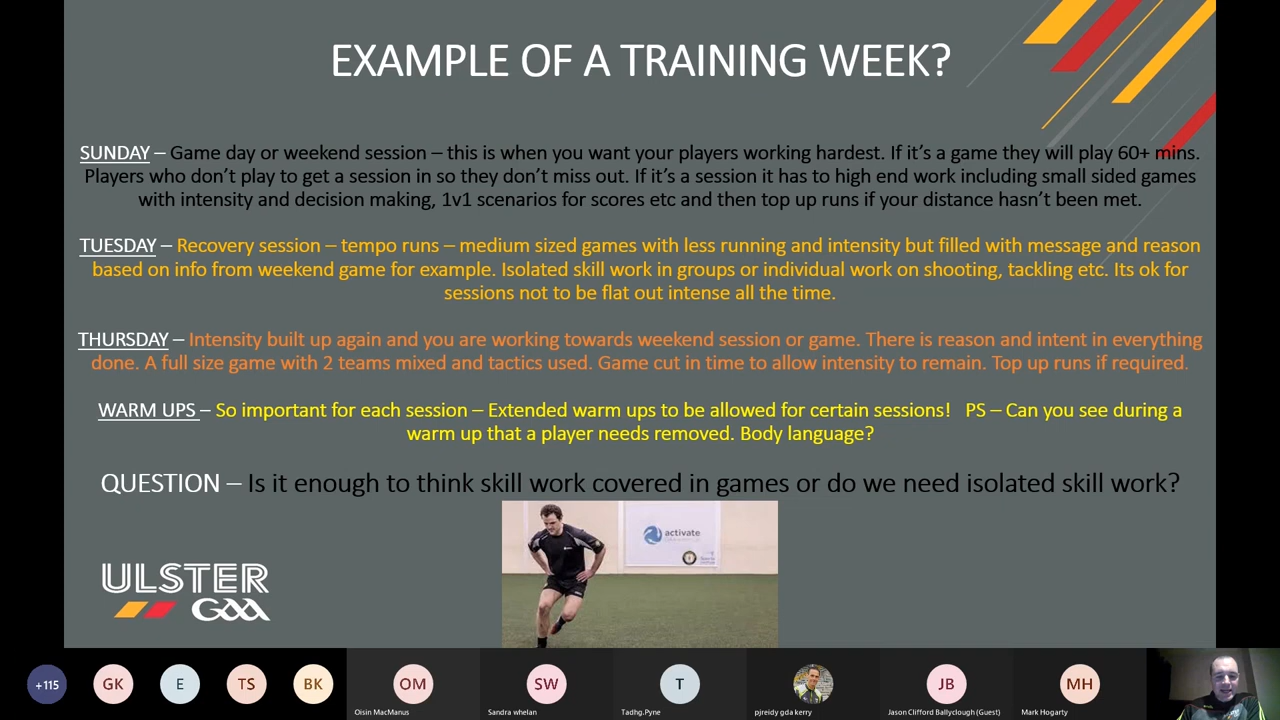 EXAMPLE OF A TRAINING WEEK?
SUNDAY – Game day or weekend session – this is when you want your players working hardest. If it's a game they will play 60+ mins.
Players who don't play to get a session in so they don't miss out. If it's a session it has to high end work including small sided games
with intensity and decision making, 1v1 scenarios for scores etc and then top up runs if your distance hasn't been met.
TUESDAY – Recovery session – tempo runs – medium sized games with less running and intensity but filled with message and reason
based on info from weekend game for example. Isolated skill work in groups or individual work on shooting, tackling etc. Its ok for
sessions not to be flat out intense all the time.
THURSDAY – Intensity built up again and you are working towards weekend session or game. There is reason and intent in everything
done. A full size game with 2 teams mixed and tactics used. Game cut in time to allow intensity to remain. Top up runs if required.
WARM UPS – So important for each session – Extended warm ups to be allowed for certain sessions! PS – Can you see during a
warm up that a player needs removed. Body language?
QUESTION – Is it enough to think skill work covered in games or do we need isolated skill work?
activate
ULSTER
GAA
+115
GK
E
TS
BK
OM
SW
T
JB
MH
Oisin MacManus
Sandra whelan
Tadhg.Pyne
pjreidy gda kerry
Jason Clifford Ballyclough (Guest)
Mark Hogarty